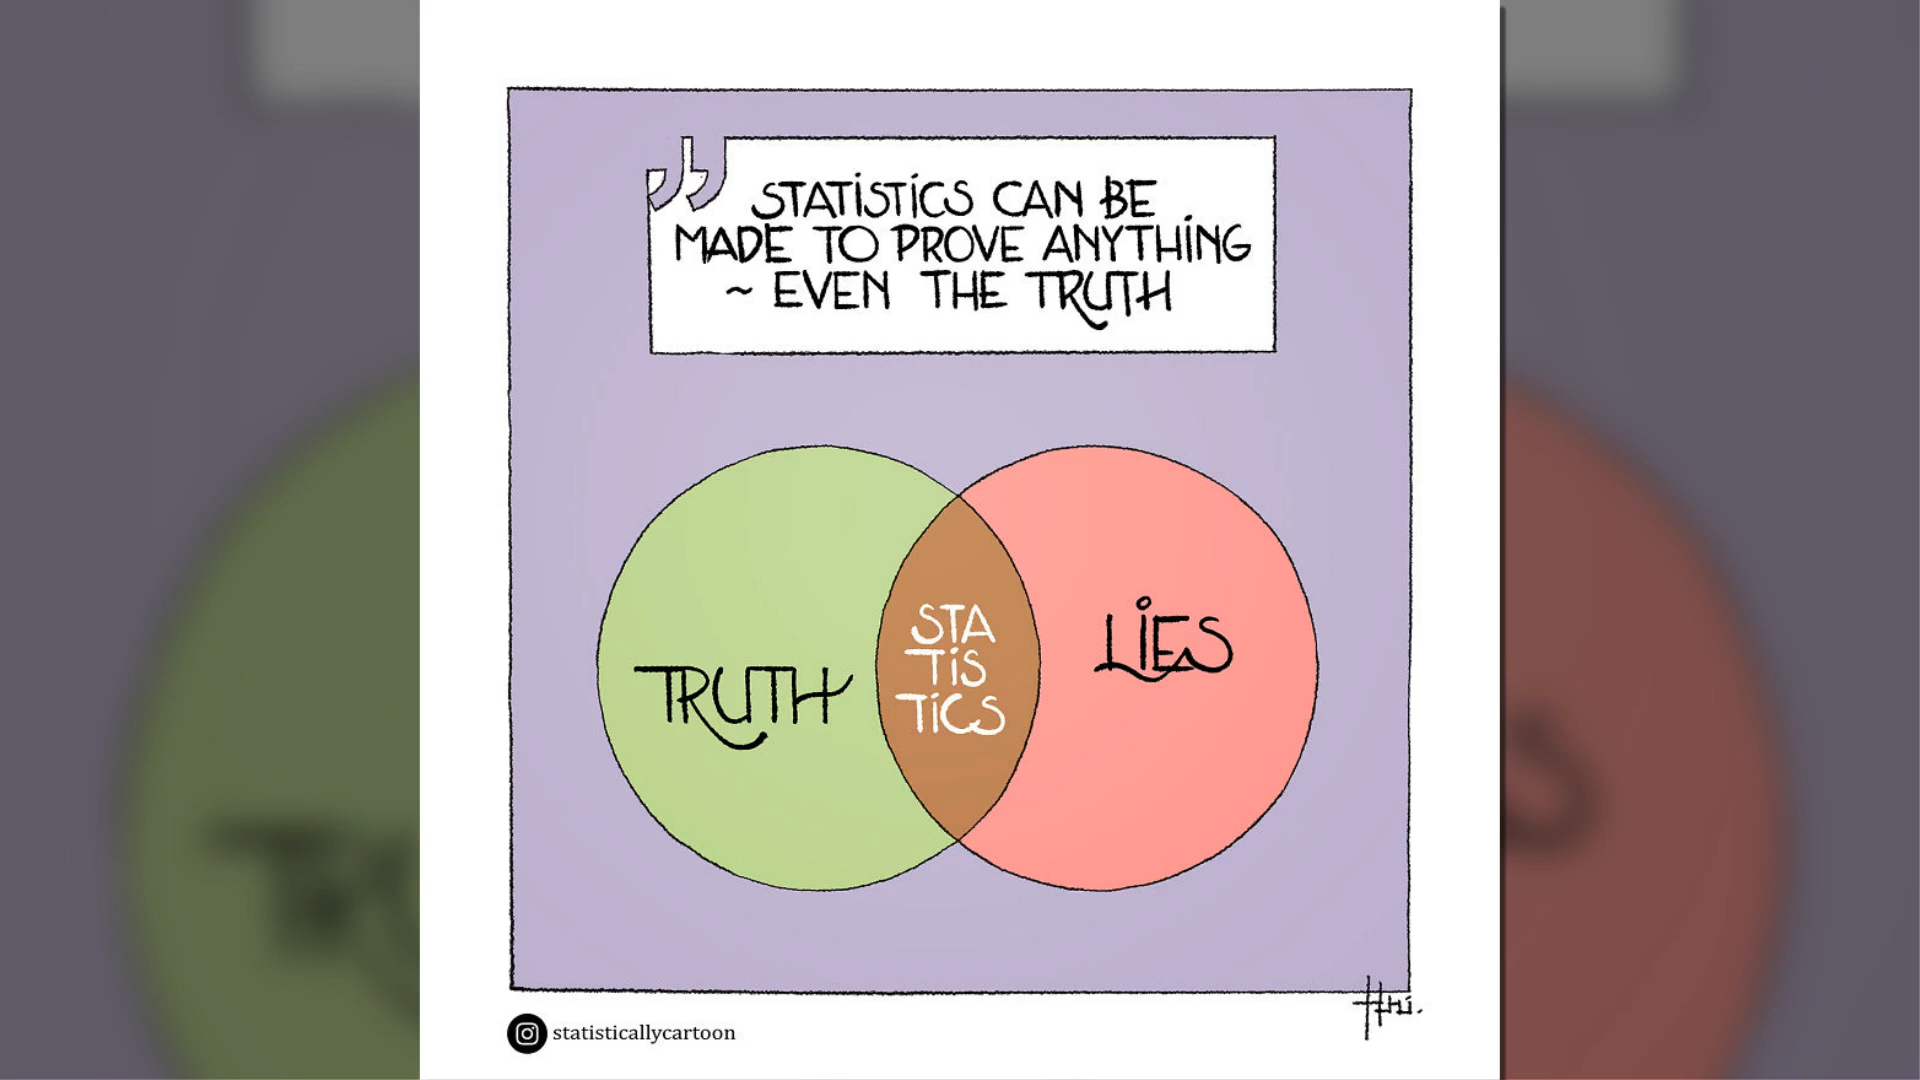 STATISTICS CAN BE
MADE TO PROVE ANYTHING
~ EVEN THE TRUTH
TRUTH
STA
TIS
TICS
LIES
statisticallycartoon